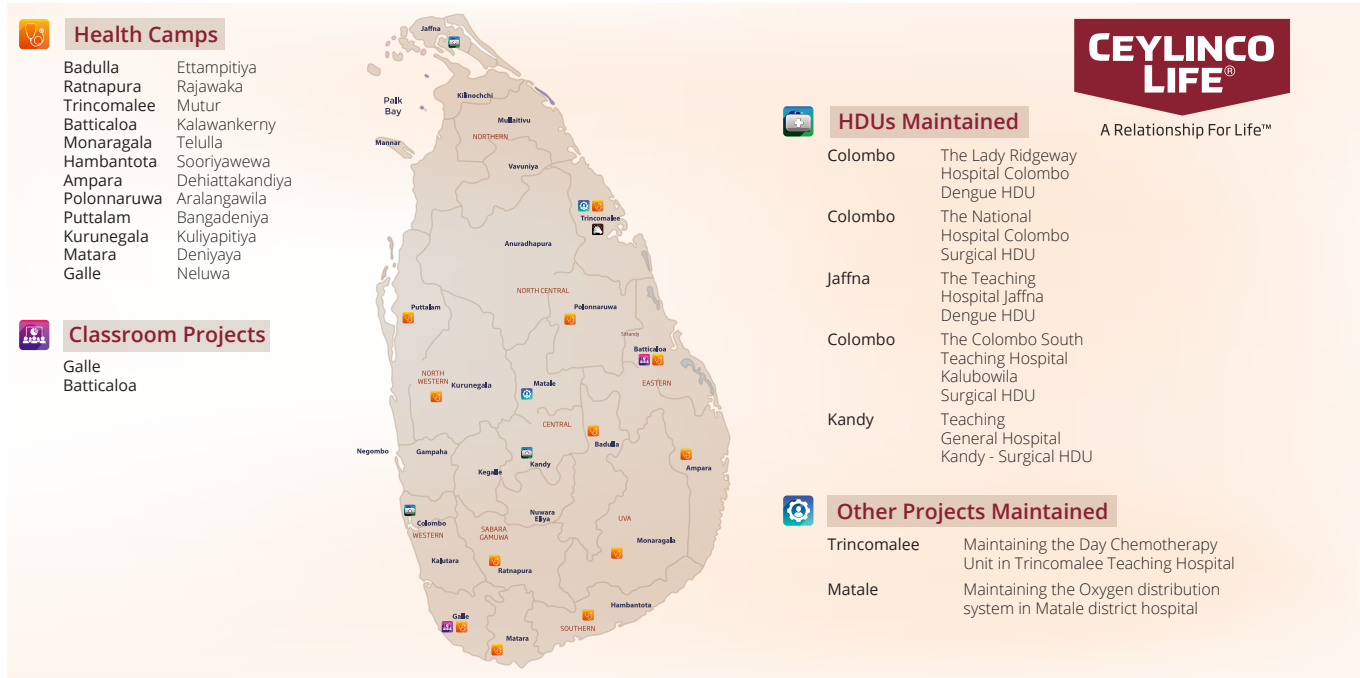 Health Camps
Badulla Ettampitiya
Ratnapura Rajawaka
Trincomalee Mutur
Batticaloa Kalawankerny
Monaragala Telulla
Hambantota Sooriyawewa
Ampara Dehiattakandiya
Polonnaruwa Aralangawila
Puttalam Bangadeniya
Kurunegala Kuliyapitiya
Matara Deniyaya
Galle Neluwa
Classroom Projects
Galle
Batticaloa
Jaffna
Kilinochchi
Palk
Bay
Mullaitivu
NORTHERN
Mannar
Vavuniya
Trincomalee
Anuradhapura
NORTH CENTRAL
Puttalam
Polonnaruwa
Sittandy
Batticaloa
NORTH
WESTERN
Kurunegala
Matale
EASTERN
CENTRAL
Negombo
Gampaha
Badulla
Kandy
Kegalle
Ampara
Nuwara
Eliya
Colombo
WESTERN
SABARA
GAMUWA
UVA
Monaragala
Kalutara
Ratnapura
Hambantota
Galle
SOUTHERN
Matara
CEYLINCO
LIFE®
A Relationship For Life™
HDUs Maintained
Colombo The Lady Ridgeway
Hospital Colombo
Dengue HDU
Colombo The National
Hospital Colombo
Surgical HDU
Jaffna The Teaching
Hospital Jaffna
Dengue HDU
Colombo The Colombo South
Teaching Hospital
Kalubowila
Surgical HDU
Kandy Teaching
General Hospital
Kandy - Surgical HDU
Other Projects Maintained
Trincomalee Maintaining the Day Chemotherapy
Unit in Trincomalee Teaching Hospital
Matale Maintaining the Oxygen distribution
system in Matale district hospital